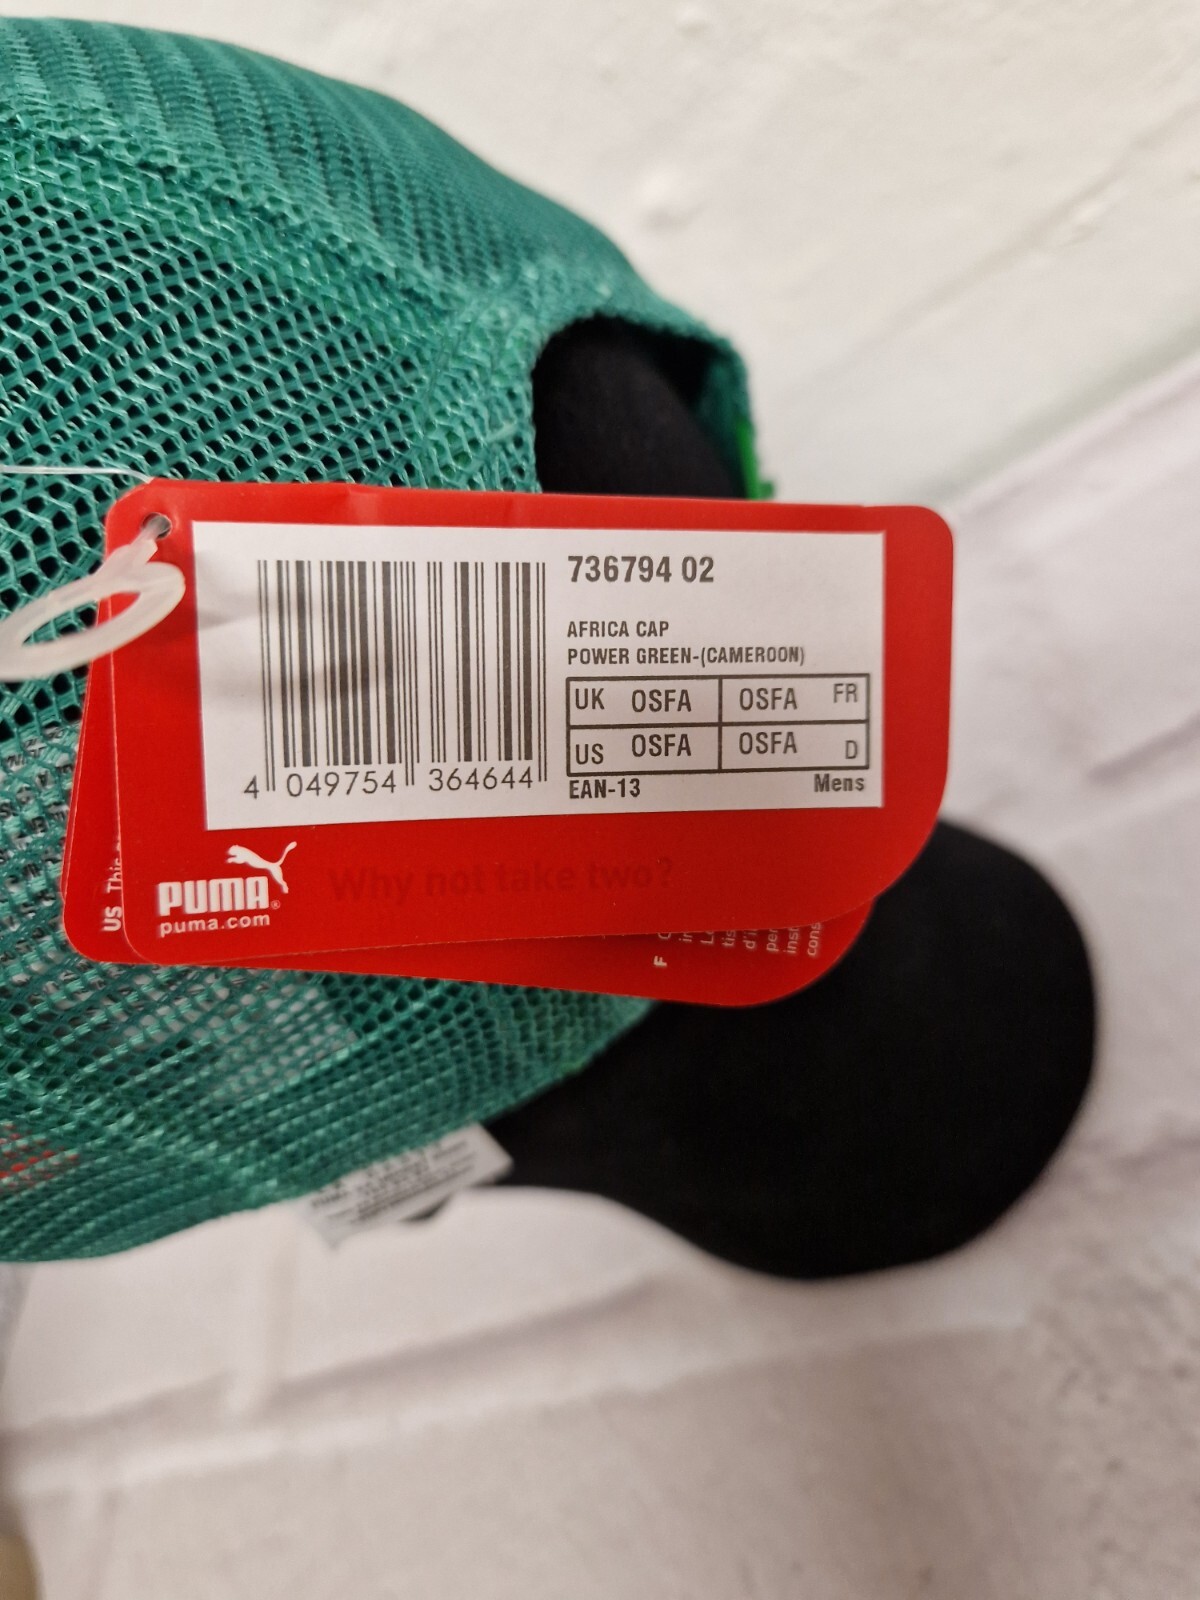 736794 02
AFRICA CAP
POWER GREEN-(CAMEROON)
UK OSFA OSFA FR
US OSFA OSFA D
EAN-13 Mens
4 049754 364644
PUMA®
puma.com
Why not take two?
US This
F